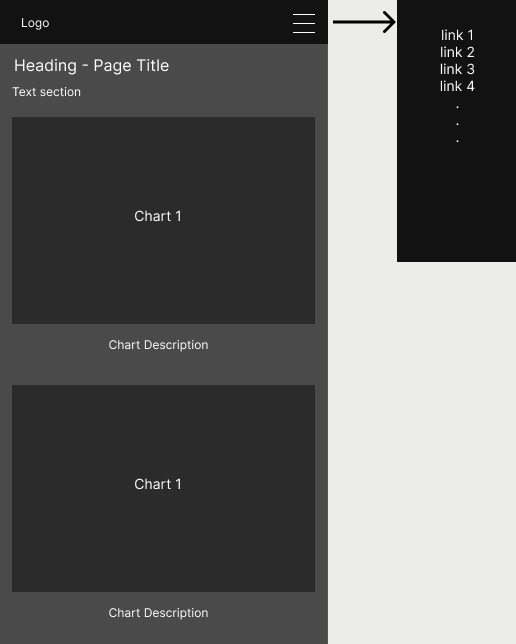 Logo
link 1
link 2
link 3
link 4
.
.
.
Heading - Page Title
Text section
Chart 1
Chart Description
Chart 1
Chart Description